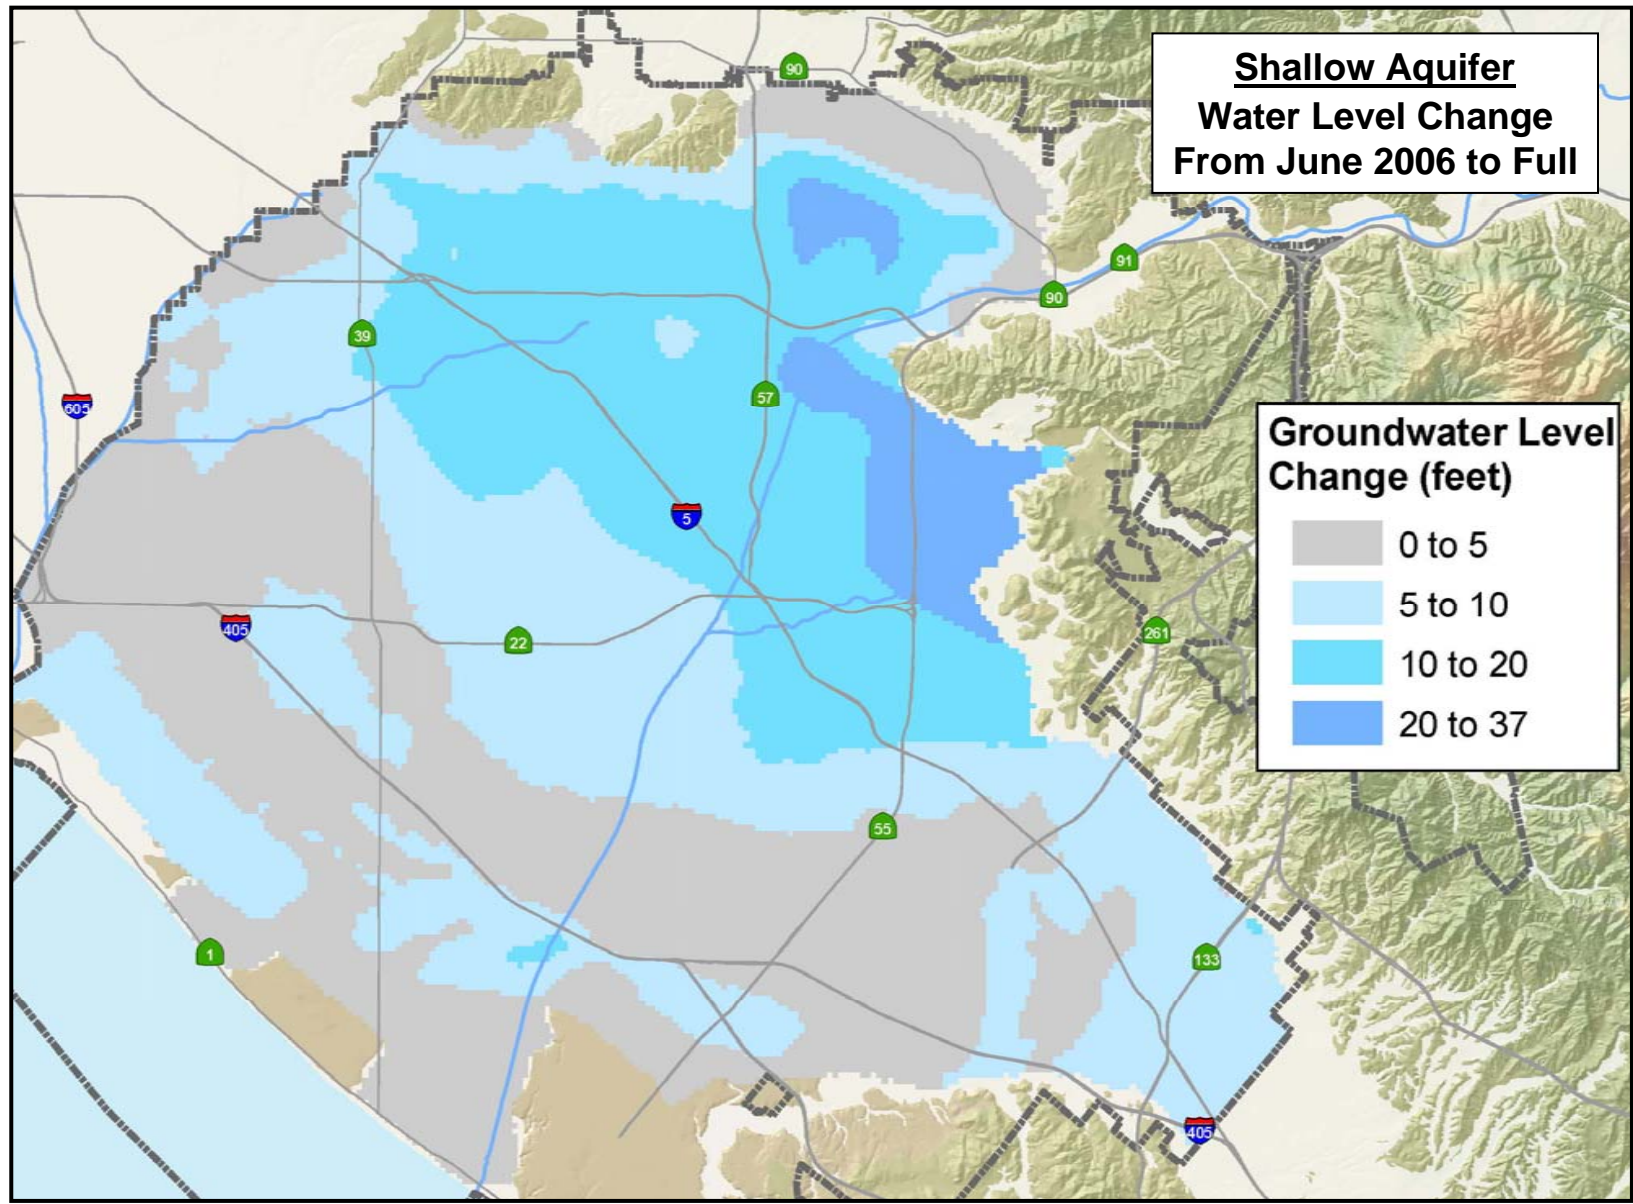 Shallow Aquifer
Water Level Change
From June 2006 to Full
90
91
90
39
605
57
Groundwater Level
Change (feet)
0 to 5
5 to 10
10 to 20
20 to 37
5
405
22
261
55
1
133
405